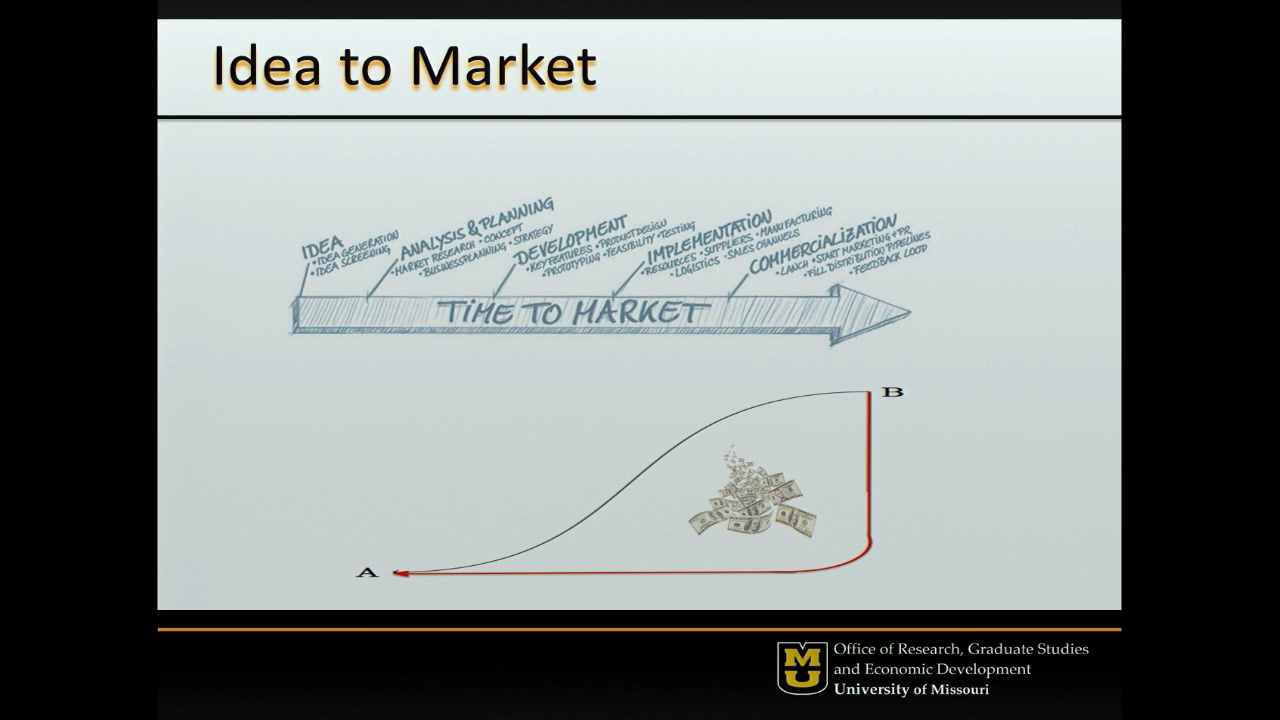 Idea to Market
IDEA
• IDEA GENERATION
• IDEA SCREENING
ANALYSIS & PLANNING
• MARKET RESEARCH • CONCEPT
• BUSINESSPLANNING • STRATEGY
DEVELOPMENT
• KEY FEATURES • PRODUCT DESIGN
• PROTOTYPING • FEASIBILITY • TESTING
IMPLEMENTATION
• RESOURCES • SUPPLIERS • MANUFACTURING
• LOGISTICS • SALES CHANNELS
COMMERCIALIZATION
• LANCH • START MARKETING + PR
• FILL DISTRIBUTION PIPELINES
• FEEDBACK LOOP
TIME TO MARKET
B
A
MU
Office of Research, Graduate Studies
and Economic Development
University of Missouri